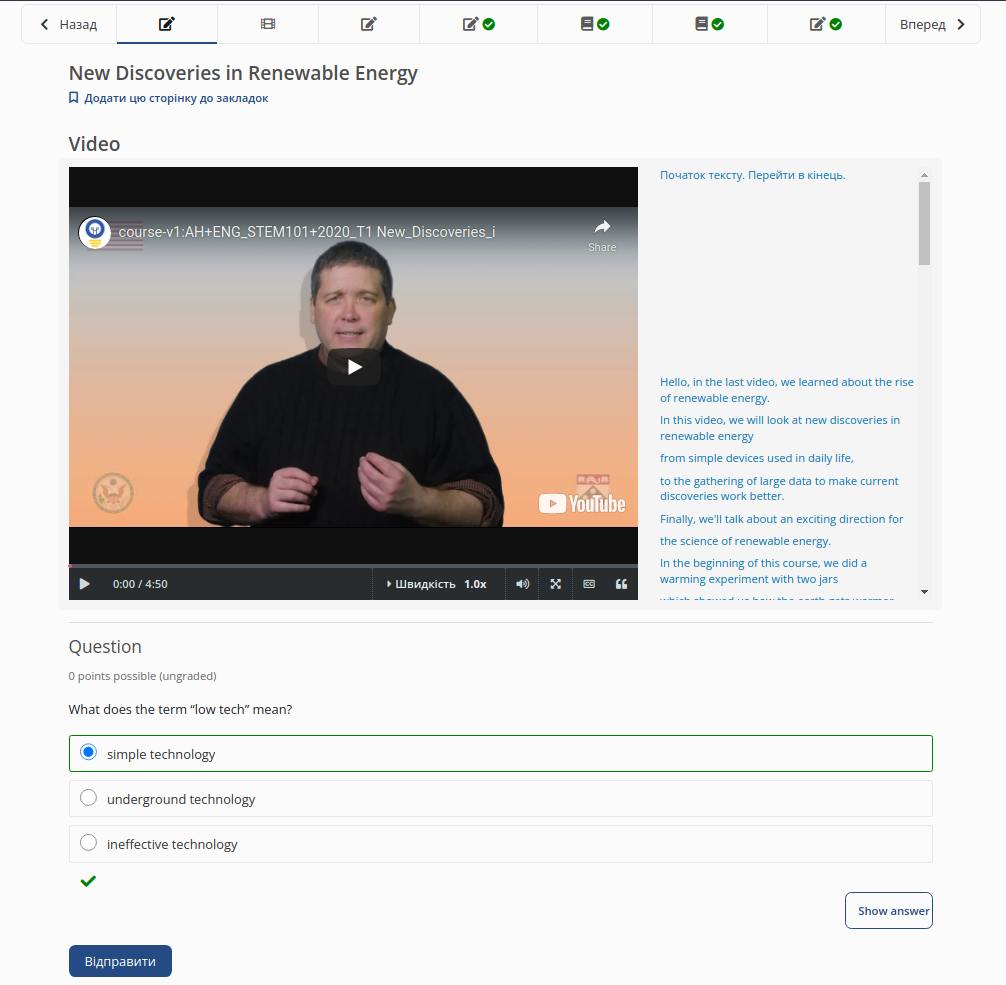 Назад
Вперед
New Discoveries in Renewable Energy
Додати цю сторінку до закладок
Video
course-v1:AH+ENG_STEM101+2020_T1 New_Discoveries_i
Share
YouTube
0:00 / 4:50
Швидкість 1.0x
Початок тексту. Перейти в кінець.
Hello, in the last video, we learned about the rise
of renewable energy.
In this video, we will look at new discoveries in
renewable energy
from simple devices used in daily life,
to the gathering of large data to make current
discoveries work better.
Finally, we'll talk about an exciting direction for
the science of renewable energy.
In the beginning of this course, we did a
warming experiment with two jars
Question
0 points possible (ungraded)
What does the term “low tech” mean?
simple technology
underground technology
ineffective technology
Show answer
Відправити